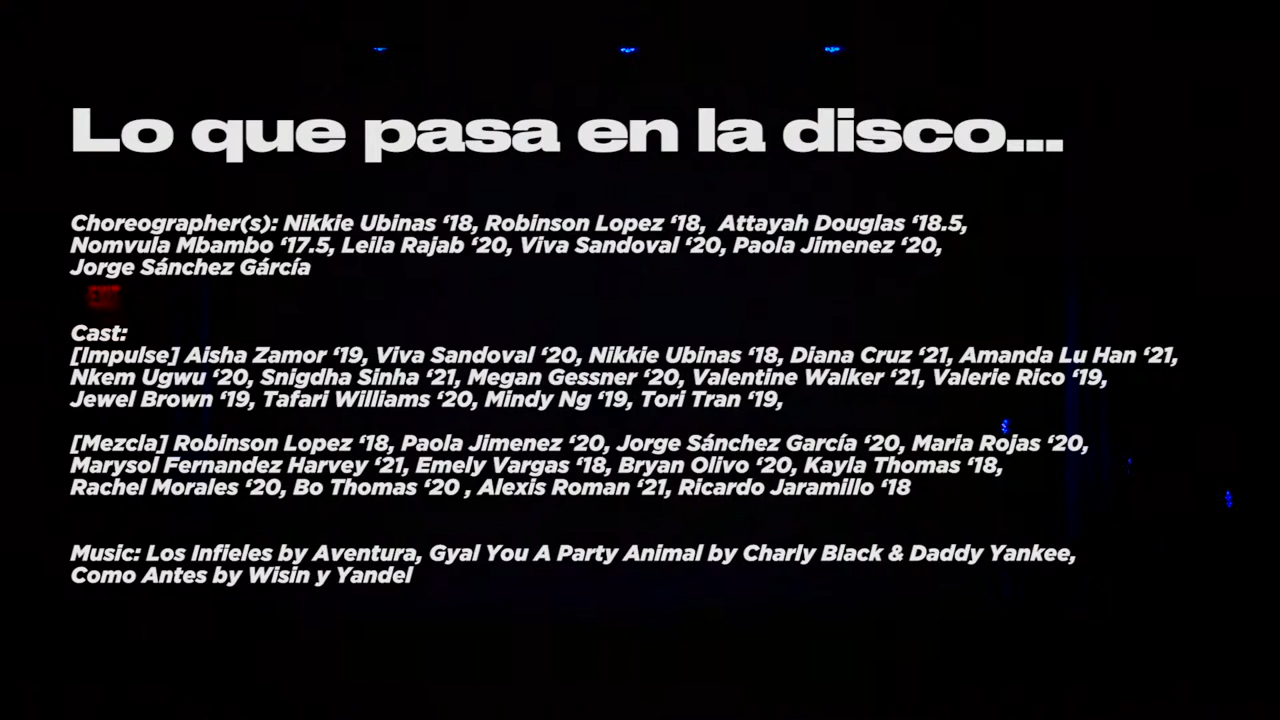 Lo que pasa en la disco...
Choreographer(s): Nikkie Ubinas ‘18, Robinson Lopez ‘18, Attayah Douglas ‘18.5,
Nomvula Mbambo ‘17.5, Leila Rajab ‘20, Viva Sandoval ‘20, Paola Jimenez ‘20,
Jorge Sánchez Gárcía
EXIT
Cast:
[Impulse] Aisha Zamor ‘19, Viva Sandoval ‘20, Nikkie Ubinas ‘18, Diana Cruz ‘21, Amanda Lu Han ‘21,
Nkem Ugwu ‘20, Snigdha Sinha ‘21, Megan Gessner ‘20, Valentine Walker ‘21, Valerie Rico ‘19,
Jewel Brown ‘19, Tafari Williams ‘20, Mindy Ng ‘19, Tori Tran ‘19,
[Mezcla] Robinson Lopez ‘18, Paola Jimenez ‘20, Jorge Sánchez García ‘20, Maria Rojas ‘20,
Marysol Fernandez Harvey ‘21, Emely Vargas ‘18, Bryan Olivo ‘20, Kayla Thomas ‘18,
Rachel Morales ‘20, Bo Thomas ‘20 , Alexis Roman ‘21, Ricardo Jaramillo ‘18
Music: Los Infieles by Aventura, Gyal You A Party Animal by Charly Black & Daddy Yankee,
Como Antes by Wisin y Yandel